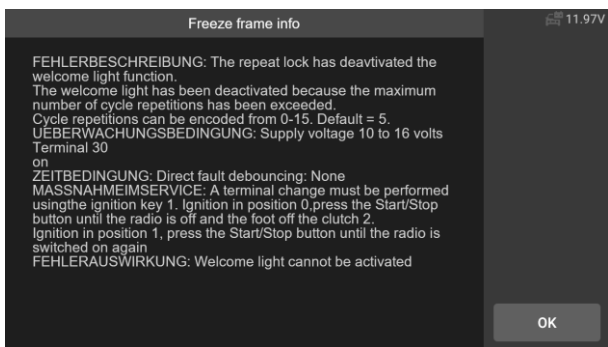 Freeze frame info
11.97V
FEHLERBESCHREIBUNG: The repeat lock has deavtivated the
welcome light function.
The welcome light has been deactivated because the maximum
number of cycle repetitions has been exceeded.
Cycle repetitions can be encoded from 0-15. Default = 5.
UEBERWACHUNGSBEDINGUNG: Supply voltage 10 to 16 volts
Terminal 30
on
ZEITBEDINGUNG: Direct fault debouncing: None
MASSNAHMEIMSERVICE: A terminal change must be performed
usingthe ignition key 1. Ignition in position 0,press the Start/Stop
button until the radio is off and the foot off the clutch 2.
Ignition in position 1, press the Start/Stop button until the radio is
switched on again
FEHLERAUSWIRKUNG: Welcome light cannot be activated
OK